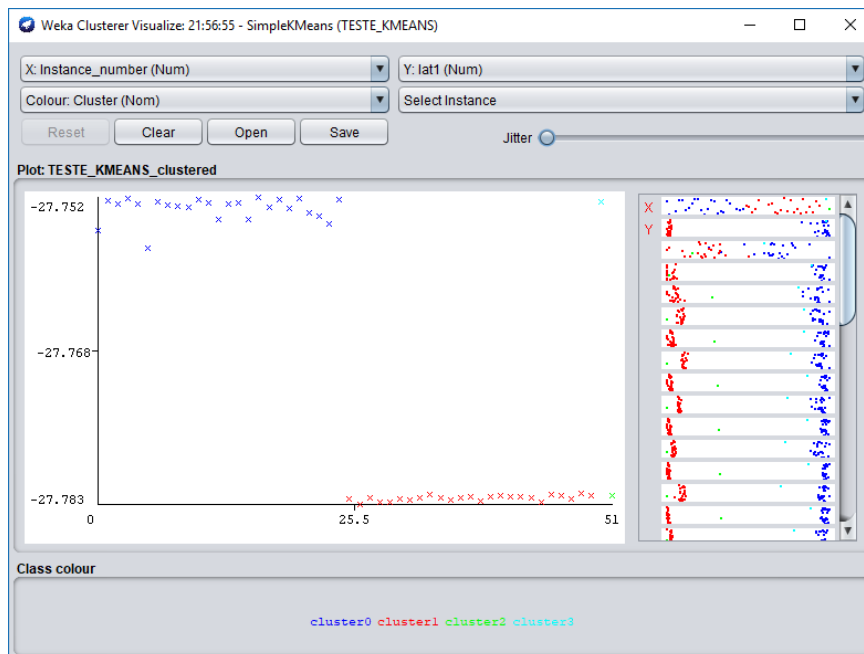 Weka Clusterer Visualize: 21:56:55 - SimpleKMeans (TESTE_KMEANS)
X: Instance_number (Num)
Y: lat1 (Num)
Colour: Cluster (Nom)
Select Instance
Reset
Clear
Open
Save
Jitter
Plot: TESTE_KMEANS_clustered
-27.752
-27.768
-27.783
0
25.5
51
X
Y
Class colour
cluster0 cluster1 cluster2 cluster3